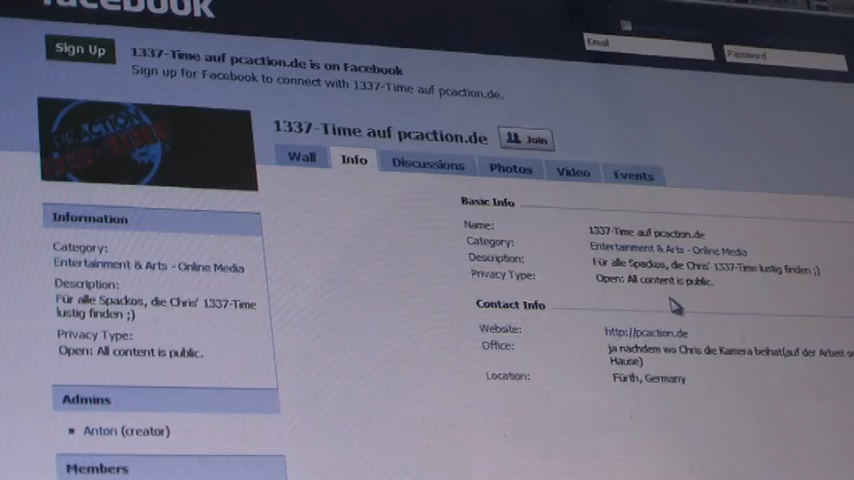 facebook
Email
Password
Sign Up
1337-Time auf pcaction.de is on Facebook
Sign up for Facebook to connect with 1337-Time auf pcaction.de.
PCACTION
1337-TIME
1337-Time auf pcaction.de
Join
Wall
Info
Discussions
Photos
Video
Events
Information
Category:
Entertainment & Arts - Online Media
Description:
Für alle Spackos, die Chris' 1337-Time
lustig finden ;)
Privacy Type:
Open: All content is public.
Admins
Anton (creator)
Members
Basic Info
Name: 1337-Time auf pcaction.de
Category: Entertainment & Arts - Online Media
Description: Für alle Spackos, die Chris' 1337-Time lustig finden ;)
Privacy Type: Open: All content is public.
Contact Info
Website: http://pcaction.de
Office: ja nachdem wo Chris die Kamera beihat(auf der Arbeit
Hause)
Location: Fürth, Germany